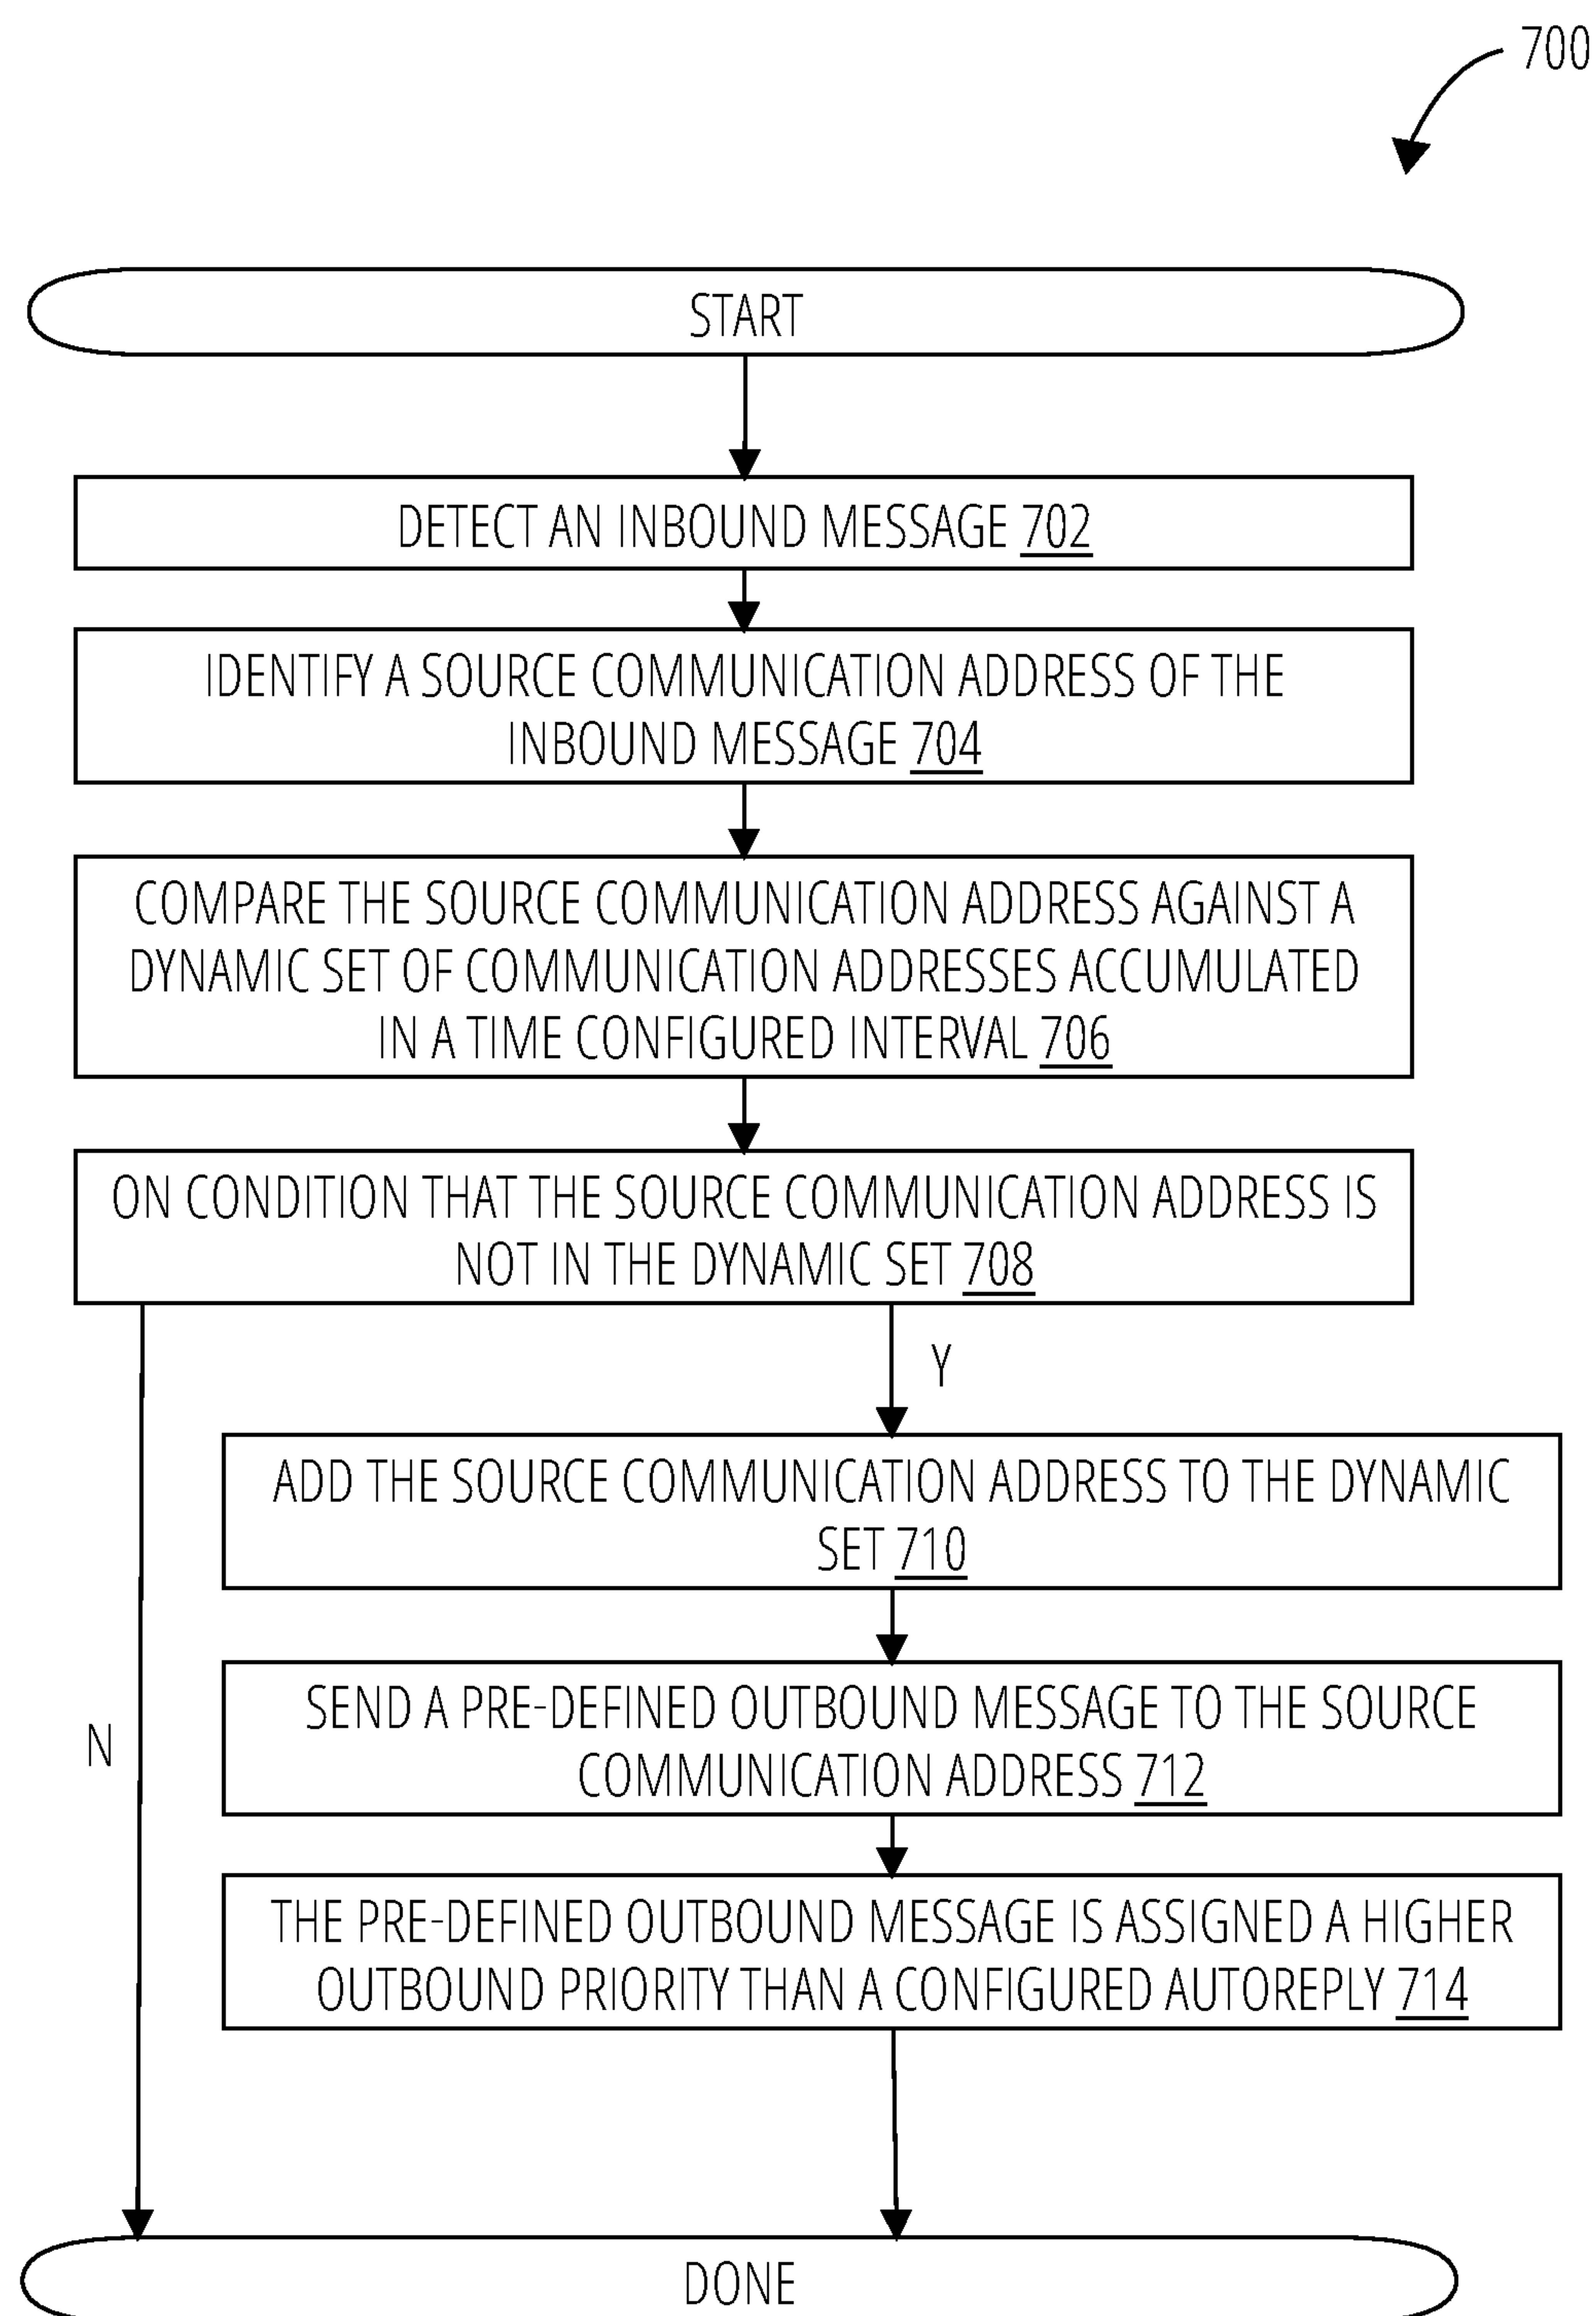 700
START
DETECT AN INBOUND MESSAGE 702
IDENTIFY A SOURCE COMMUNICATION ADDRESS OF THE
INBOUND MESSAGE 704
COMPARE THE SOURCE COMMUNICATION ADDRESS AGAINST A
DYNAMIC SET OF COMMUNICATION ADDRESSES ACCUMULATED
IN A TIME CONFIGURED INTERVAL 706
ON CONDITION THAT THE SOURCE COMMUNICATION ADDRESS IS
NOT IN THE DYNAMIC SET 708
Y
ADD THE SOURCE COMMUNICATION ADDRESS TO THE DYNAMIC
SET 710
SEND A PRE-DEFINED OUTBOUND MESSAGE TO THE SOURCE
COMMUNICATION ADDRESS 712
N
THE PRE-DEFINED OUTBOUND MESSAGE IS ASSIGNED A HIGHER
OUTBOUND PRIORITY THAN A CONFIGURED AUTOREPLY 714
DONE